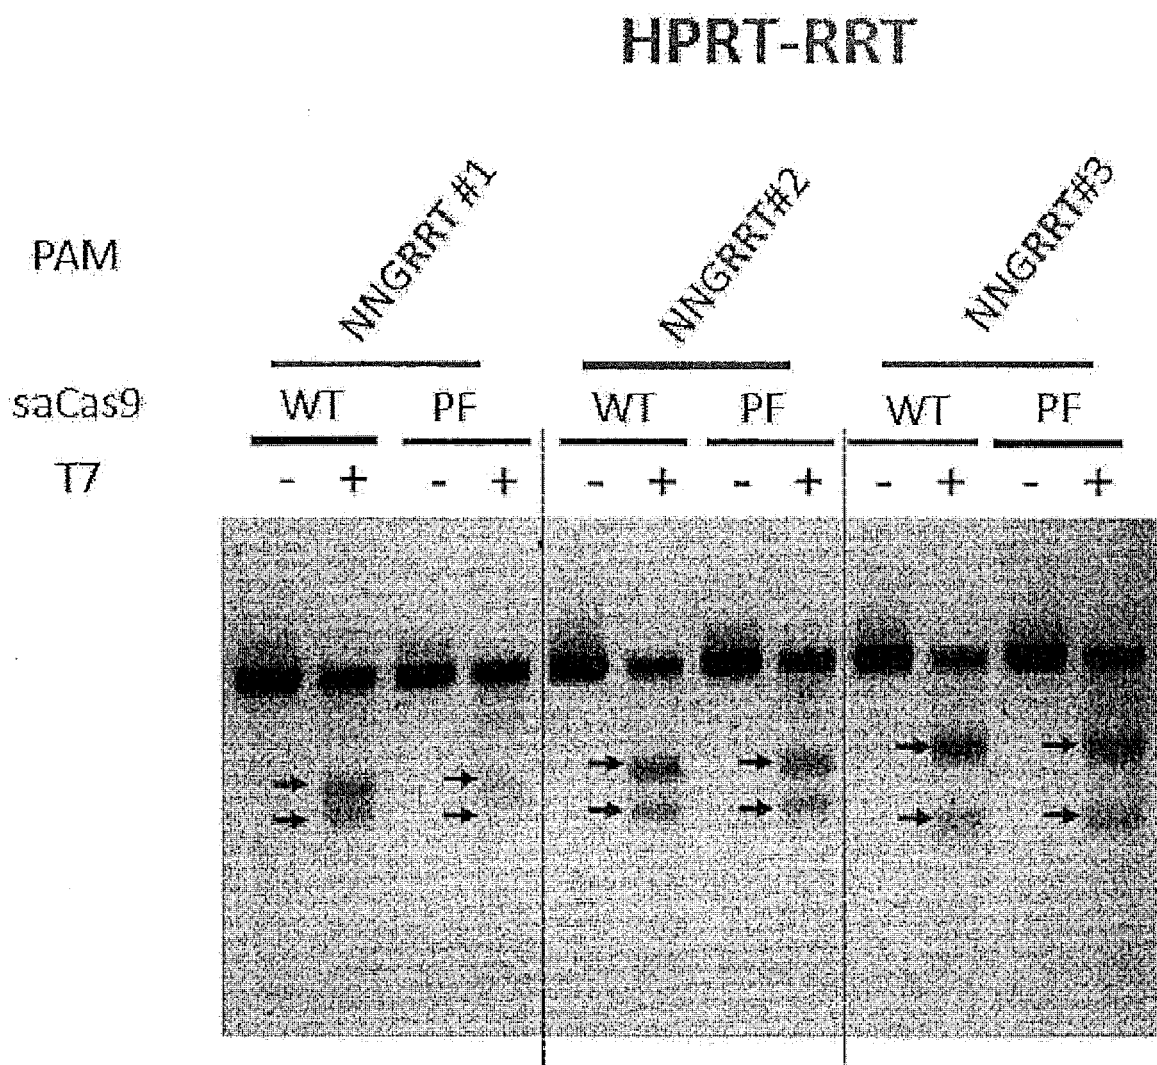 HPRT-RRT
PAM NNGRRT #1 NNGRRT#2 NNGRRT#3
saCas9 WT PF WT PF WT PF
T7 - + - + - + - + - + - +